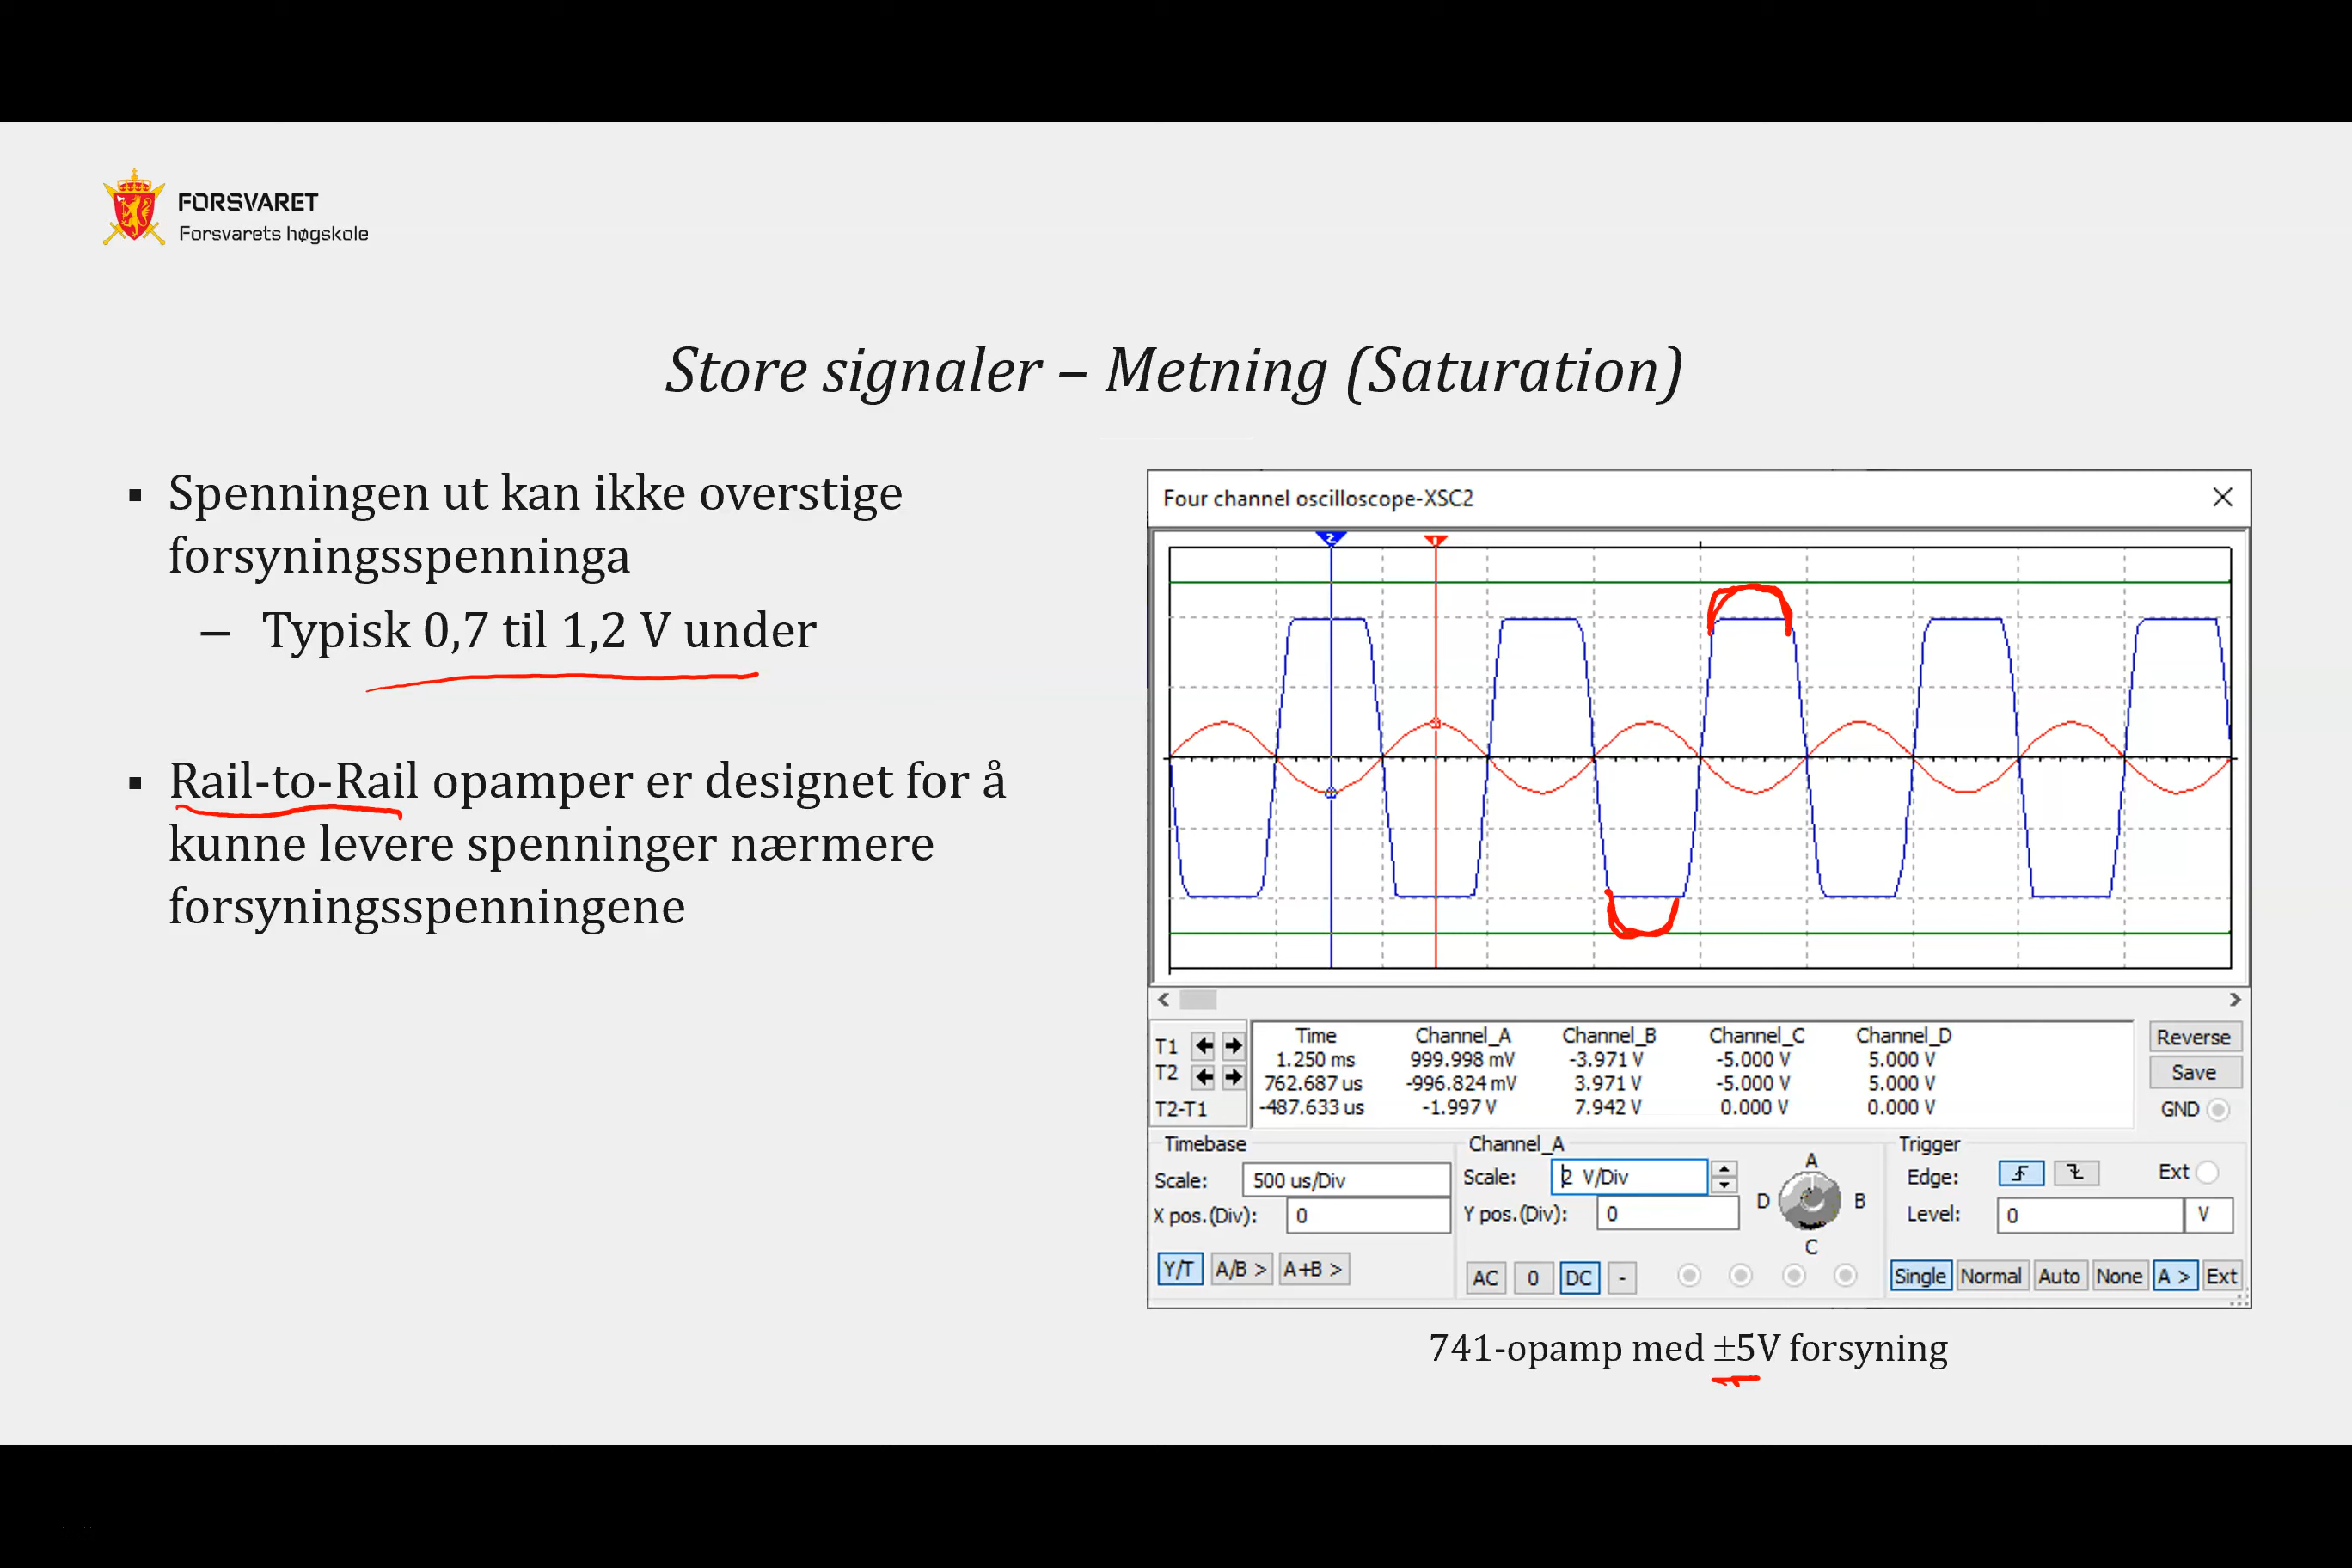 FORSVARET
Forsvarets høgskole
Store signaler – Metning (Saturation)
▪ Spenningen ut kan ikke overstige
forsyningsspenninga
– Typisk 0,7 til 1,2 V under
▪ Rail-to-Rail opamper er designet for å
kunne levere spenninger nærmere
forsyningsspenningene
Four channel oscilloscope-XSC2
2 1
Time Channel_A Channel_B Channel_C Channel_D
T1 1.250 ms 999.998 mV -3.971 V -5.000 V 5.000 V
T2 762.687 us -996.824 mV 3.971 V -5.000 V 5.000 V
T2-T1 -487.633 us -1.997 V 7.942 V 0.000 V 0.000 V
Reverse
Save
GND
Timebase
Scale: 500 us/Div
X pos.(Div): 0
Y/T A/B > A+B >
Channel_A
Scale: 2 V/Div
Y pos.(Div): 0
AC 0 DC -
A
D B
C
Trigger
Edge: Ext
Level: 0 V
Single Normal Auto None A > Ext
741-opamp med ±5V forsyning